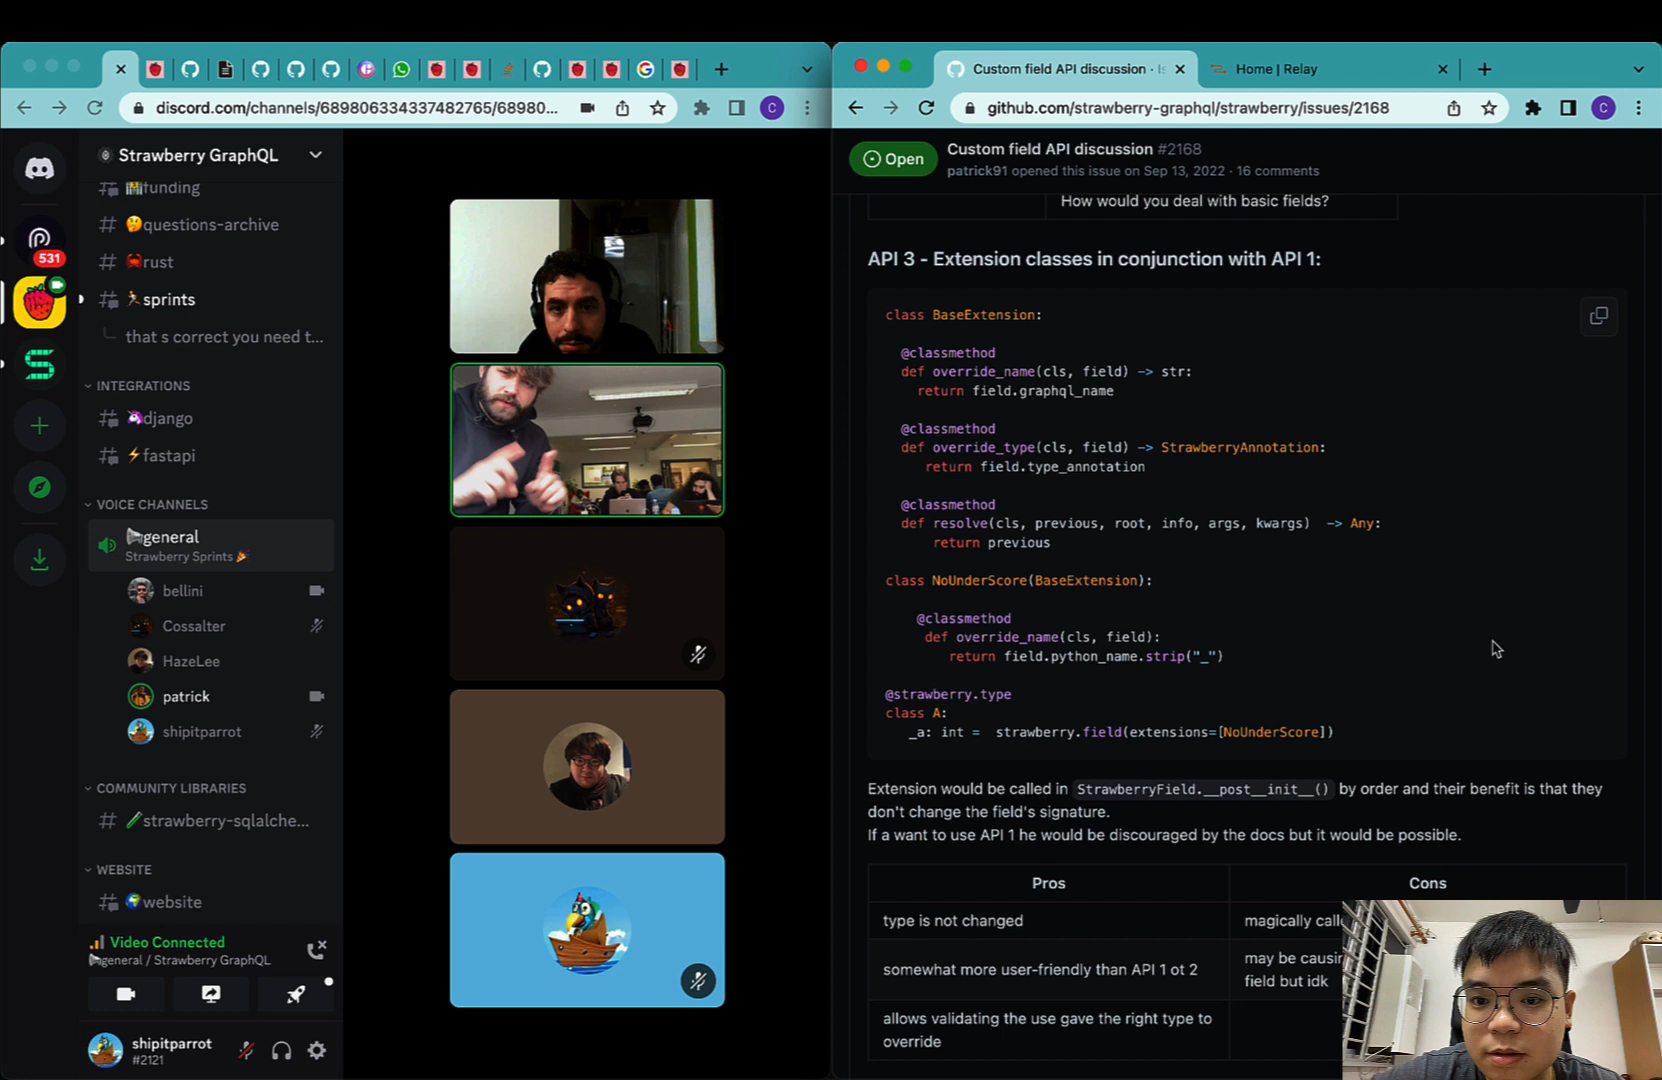 discord.com/channels/689806334337482765/68980...
C
Strawberry GraphQL
funding
# questions-archive
# rust
sprints
that s correct you need t...
INTEGRATIONS
django
fastapi
VOICE CHANNELS
general
Strawberry Sprints
bellini
Cossalter
HazeLee
patrick
shipitparrot
COMMUNITY LIBRARIES
# strawberry-sqlalche...
WEBSITE
website
Video Connected
general / Strawberry GraphQL
shipitparrot
#2121
531
Custom field API discussion · Is
Home | Relay
github.com/strawberry-graphql/strawberry/issues/2168
C
Open
Custom field API discussion #2168
patrick91 opened this issue on Sep 13, 2022 · 16 comments
How would you deal with basic fields?
API 3 - Extension classes in conjunction with API 1:
class BaseExtension:
@classmethod
def override_name(cls, field) -> str:
return field.graphql_name
@classmethod
def override_type(cls, field) -> StrawberryAnnotation:
return field.type_annotation
@classmethod
def resolve(cls, previous, root, info, args, kwargs) -> Any:
return previous
class NoUnderScore(BaseExtension):
@classmethod
def override_name(cls, field):
return field.python_name.strip("_")
@strawberry.type
class A:
_a: int = strawberry.field(extensions=[NoUnderScore])
Extension would be called in StrawberryField.__post__init__() by order and their benefit is that they
don't change the field's signature.
If a want to use API 1 he would be discouraged by the docs but it would be possible.
Pros
Cons
type is not changed
magically calle
somewhat more user-friendly than API 1 ot 2
may be causin
field but idk
allows validating the use gave the right type to
override